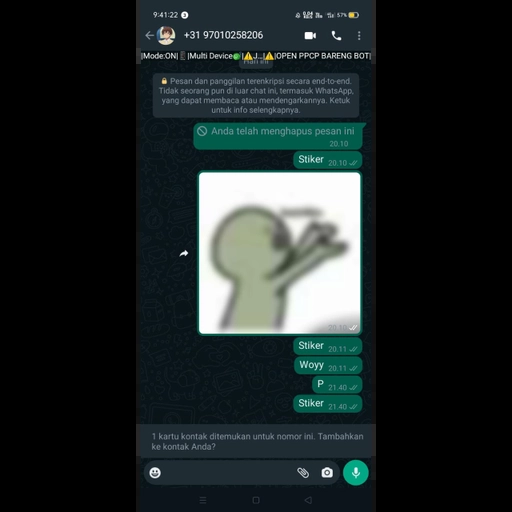 9:41:22
57%
+31 97010258206
|Mode:ON| |Multi Device |⚠J..|⚠|OPEN PPCP BARENG BOT|
Hari ini
Pesan dan panggilan terenkripsi secara end-to-end.
Tidak seorang pun di luar chat ini, termasuk WhatsApp,
yang dapat membaca atau mendengarkannya. Ketuk
untuk info selengkapnya.
Anda telah menghapus pesan ini
20.10
Stiker 20.10
Stiker 20.11
Woyy 20.11
P 21.40
Stiker 21.40
1 kartu kontak ditemukan untuk nomor ini. Tambahkan
ke kontak Anda?